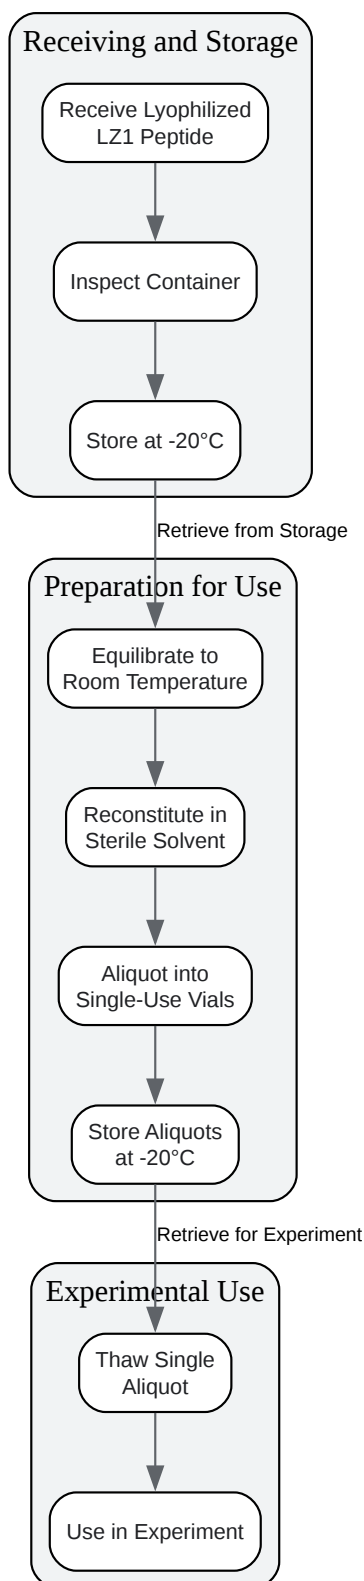 Receiving and Storage
Receive Lyophilized
LZ1 Peptide
Inspect Container
Store at -20°C
Retrieve from Storage
Preparation for Use
Equilibrate to
Room Temperature
Reconstitute in
Sterile Solvent
Aliquot into
Single-Use Vials
Store Aliquots
at -20°C
Retrieve for Experiment
Experimental Use
Thaw Single
Aliquot
Use in Experiment